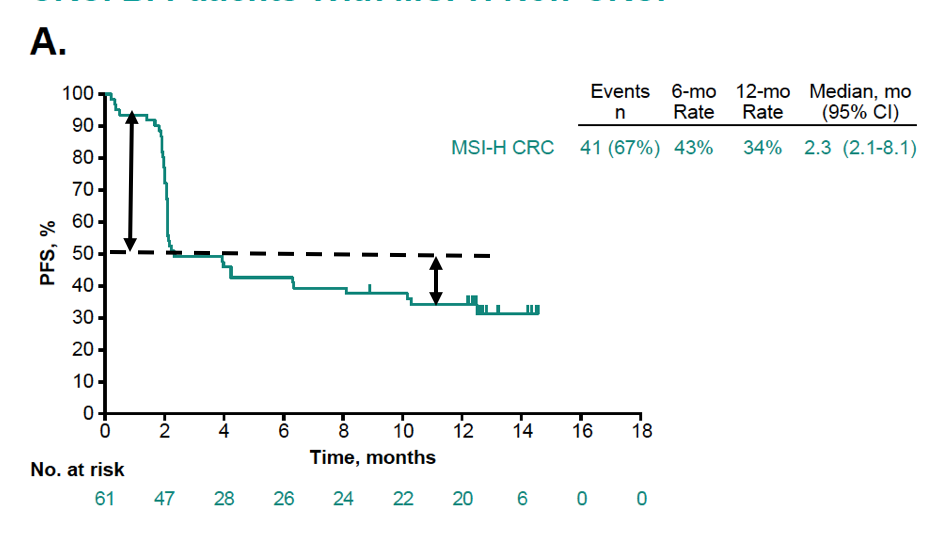 A.
Events 6-mo 12-mo Median, mo
n Rate Rate (95% CI)
MSI-H CRC 41 (67%) 43% 34% 2.3 (2.1-8.1)
PFS, %
100
90
80
70
60
50
40
30
20
10
0
0 2 4 6 8 10 12 14 16 18
Time, months
No. at risk
61 47 28 26 24 22 20 6 0 0